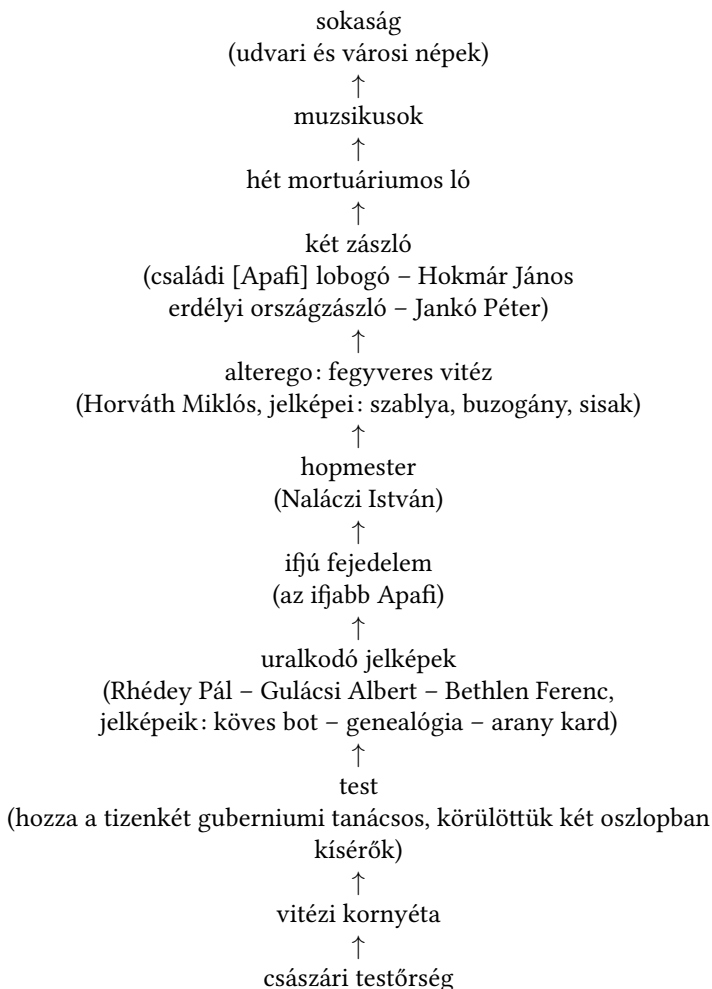 sokaság
(udvari és városi népek)
↑
muzsikusok
↑
hét mortuáriumos ló
↑
két zászló
(családi [Apafi] lobogó – Hokmár János
erdélyi országzászló – Jankó Péter)
↑
alterego: fegyveres vitéz
(Horváth Miklós, jelképei: szablya, buzogány, sisak)
↑
hopmester
(Naláczi István)
↑
ifjú fejedelem
(az ifjabb Apafi)
↑
uralkodó jelképek
(Rhédey Pál – Gulácsi Albert – Bethlen Ferenc,
jelképeik: köves bot – genealógia – arany kard)
↑
test
(hozza a tizenkét guberniumi tanácsos, körülöttük két oszlopban
kísérők)
↑
vitézi kornyéta
↑
császári testőrség